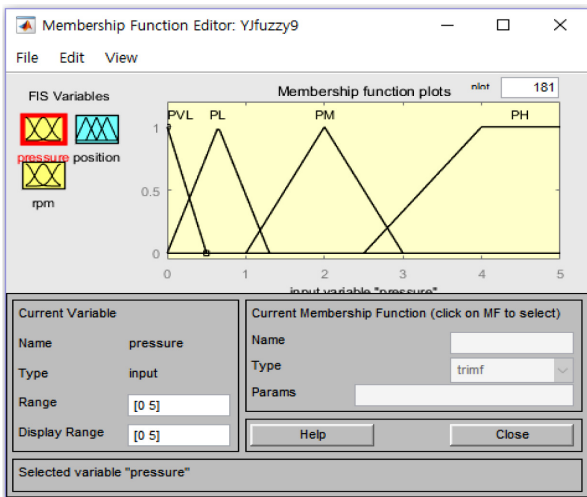 Membership Function Editor: YJfuzzy9
File Edit View
FIS Variables
pressure position
rpm
Membership function plots
plot 181
PVL PL PM PH
1
0.5
0
0 1 2 3 4 5
input variable "pressure"
Current Variable
Name pressure
Type input
Range [0 5]
Display Range [0 5]
Current Membership Function (click on MF to select)
Name
Type trimf
Params
Help Close
Selected variable "pressure"